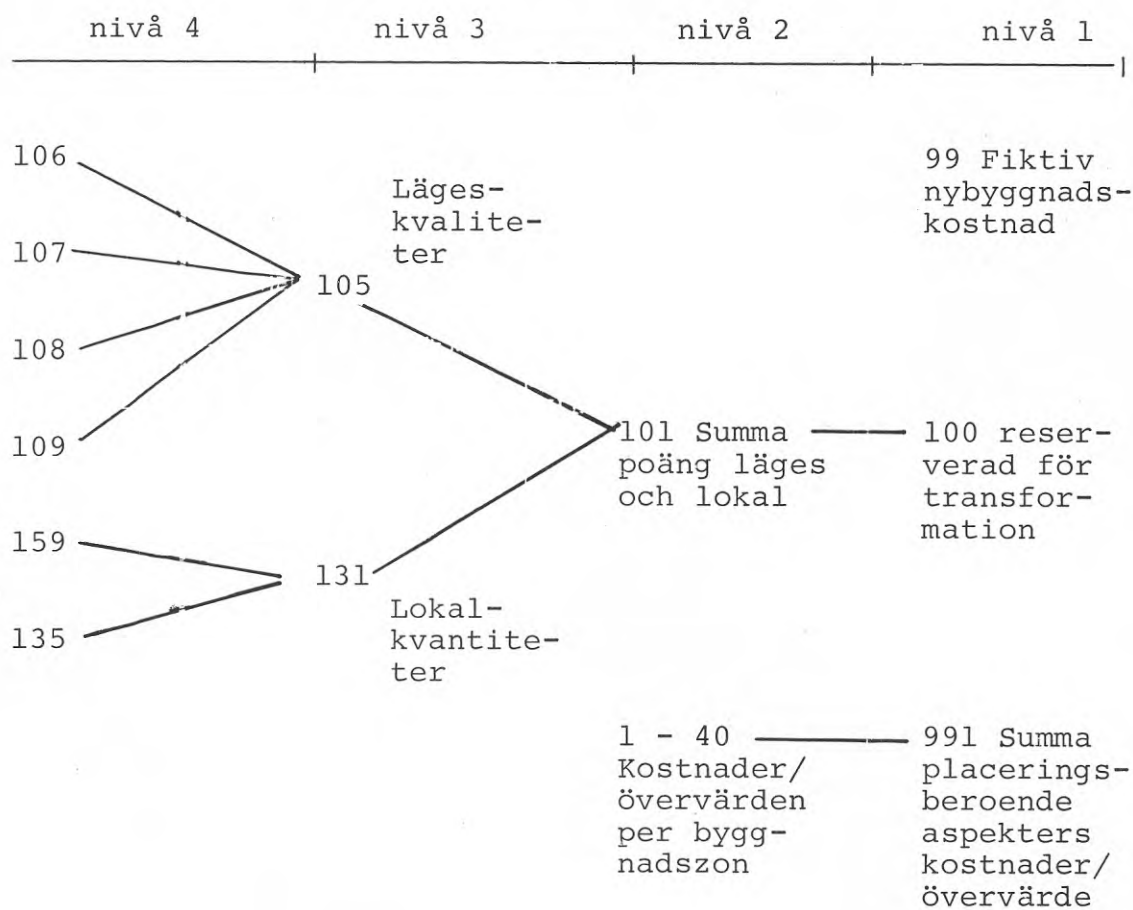 nivå 4 nivå 3 nivå 2 nivå 1
106
107
108
109
159
135
Läges-
kvalite-
ter
105
131
Lokal-
kvantite-
ter
101 Summa
poäng läges
och lokal
1 - 40
Kostnader/
övervärden
per bygg-
nadszon
99 Fiktiv
nybyggnads-
kostnad
100 reser-
verad för
transfor-
mation
991 Summa
placerings-
beroende
aspekters
kostnader/
övervärde